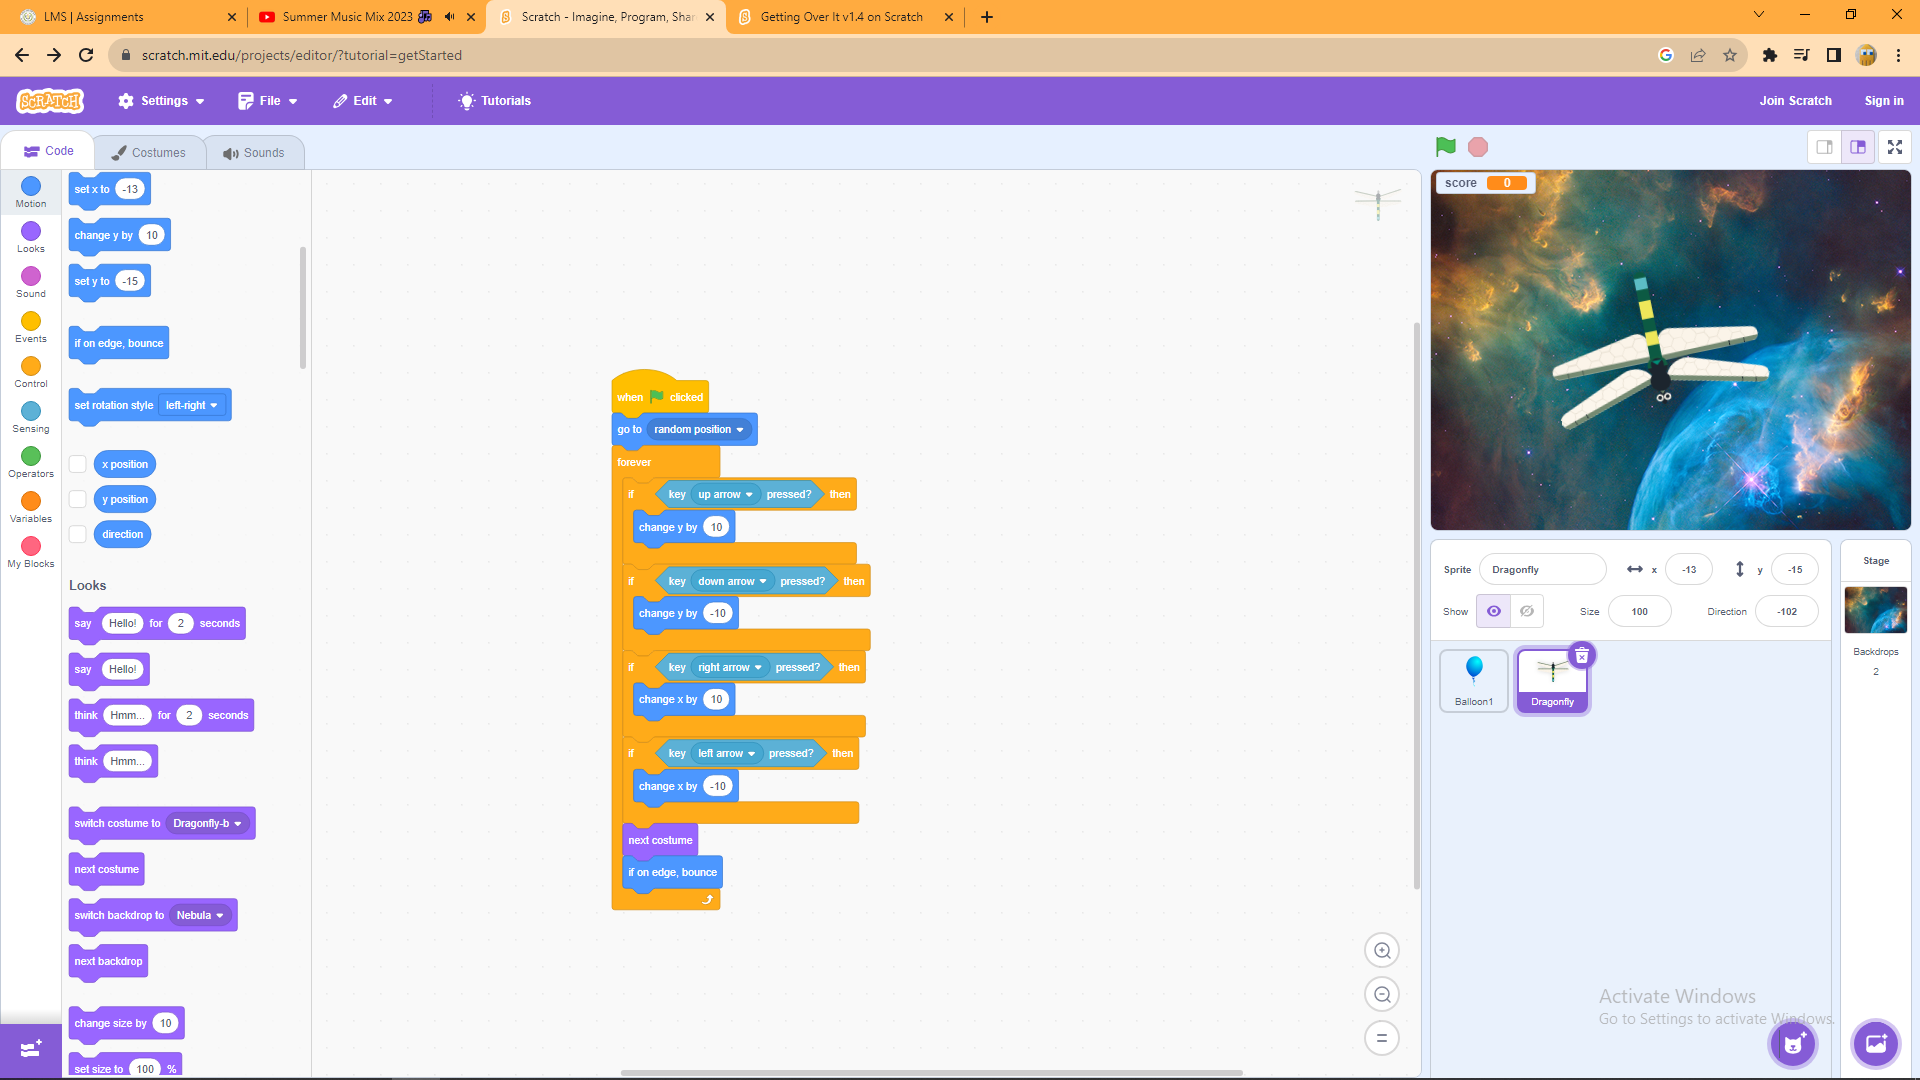 LMS | Assignments
Summer Music Mix 2023
Scratch - Imagine, Program, Shar
Getting Over It v1.4 on Scratch
scratch.mit.edu/projects/editor/?tutorial=getStarted
SCRATCH
Settings
File
Edit
Tutorials
Join Scratch
Sign in
Code
Costumes
Sounds
Motion
Looks
Sound
Events
Control
Sensing
Operators
Variables
My Blocks
set x to -13
change y by 10
set y to -15
if on edge, bounce
set rotation style left-right
x position
y position
direction
Looks
say Hello! for 2 seconds
say Hello!
think Hmm... for 2 seconds
think Hmm...
switch costume to Dragonfly-b
next costume
switch backdrop to Nebula
next backdrop
change size by 10
set size to 100 %
when clicked
go to random position
forever
if key up arrow pressed? then
change y by 10
if key down arrow pressed? then
change y by -10
if key right arrow pressed? then
change x by 10
if key left arrow pressed? then
change x by -10
next costume
if on edge, bounce
score 0
Sprite Dragonfly x -13 y -15
Show Size 100 Direction -102
Balloon1
Dragonfly
Stage
Backdrops
2
Activate Windows
Go to Settings to activate Windows.